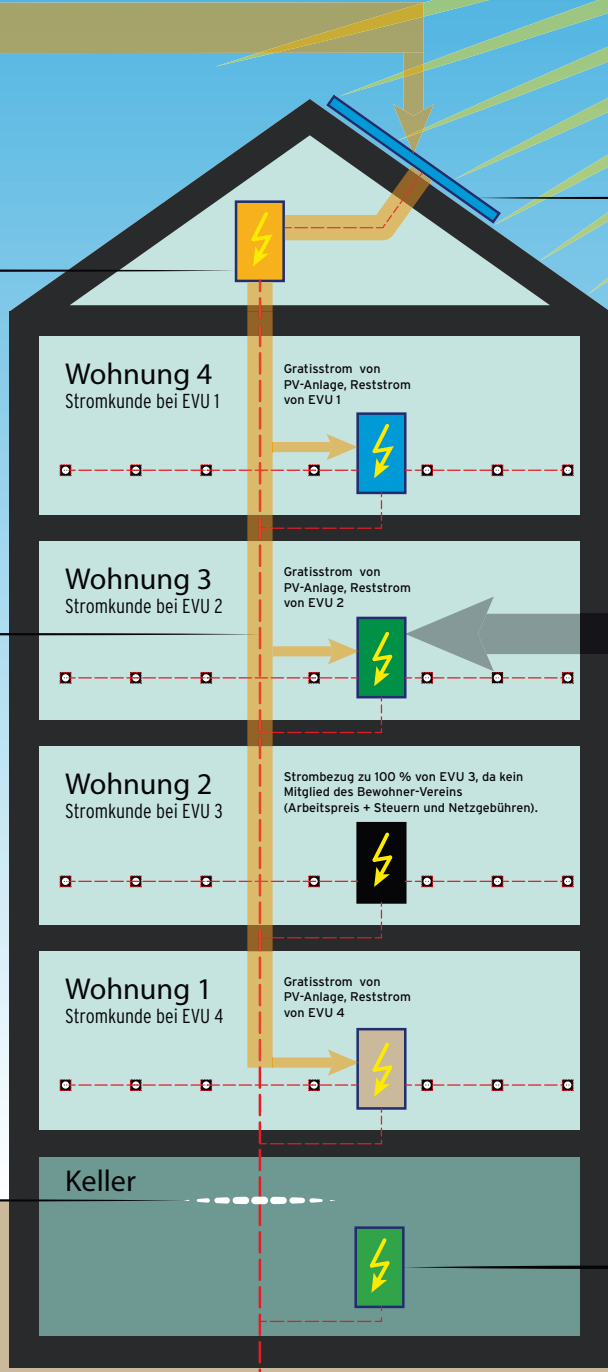 Wohnung 4
Stromkunde bei EVU 1
Gratisstrom von
PV-Anlage, Reststrom
von EVU 1
Wohnung 3
Stromkunde bei EVU 2
Gratisstrom von
PV-Anlage, Reststrom
von EVU 2
Wohnung 2
Stromkunde bei EVU 3
Strombezug zu 100 % von EVU 3, da kein
Mitglied des Bewohner-Vereins
(Arbeitspreis + Steuern und Netzgebühren).
Wohnung 1
Stromkunde bei EVU 4
Gratisstrom von
PV-Anlage, Reststrom
von EVU 4
Keller